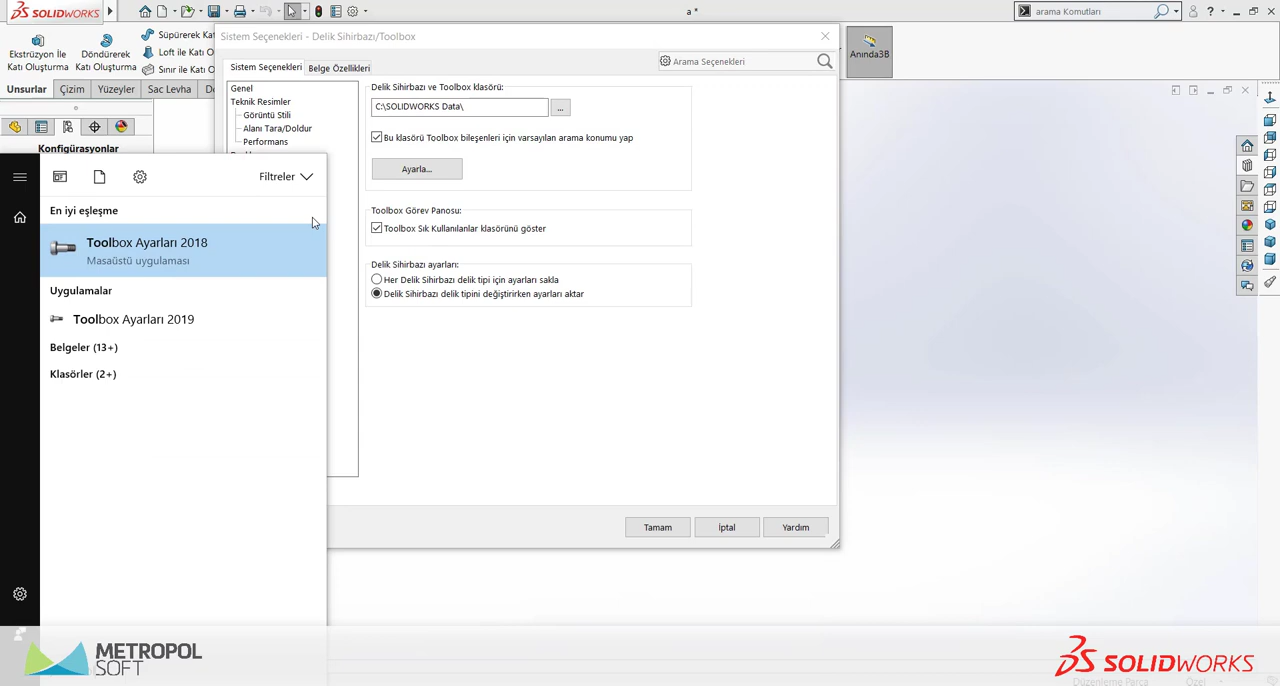 SOLIDWORKS
a *
arama Komutları
Ekstrüzyon İle
Katı Oluşturma
Döndürerek
Katı Oluşturma
Süpürerek Kat
Loft ile Katı O
Sınır ile Katı O
Anında3B
Unsurlar
Çizim
Yüzeyler
Sac Levha
Konfigürasyonlar
Sistem Seçenekleri - Delik Sihirbazı/Toolbox
Sistem Seçenekleri
Belge Özellikleri
Arama Seçenekleri
Genel
Teknik Resimler
Görüntü Stili
Alanı Tara/Doldur
Performans
Delik Sihirbazı ve Toolbox klasörü:
C:\SOLIDWORKS Data\
...
Bu klasörü Toolbox bileşenleri için varsayılan arama konumu yap
Ayarla...
Toolbox Görev Panosu:
Toolbox Sık Kullanılanlar klasörünü göster
Delik Sihirbazı ayarları:
Her Delik Sihirbazı delik tipi için ayarları sakla
Delik Sihirbazı delik tipini değiştirirken ayarları aktar
Tamam
İptal
Yardım
Filtreler
En iyi eşleşme
Toolbox Ayarları 2018
Masaüstü uygulaması
Uygulamalar
Toolbox Ayarları 2019
Belgeler (13+)
Klasörler (2+)
METROPOL
SOFT
SOLIDWORKS
Düzenleme Parça
Özel